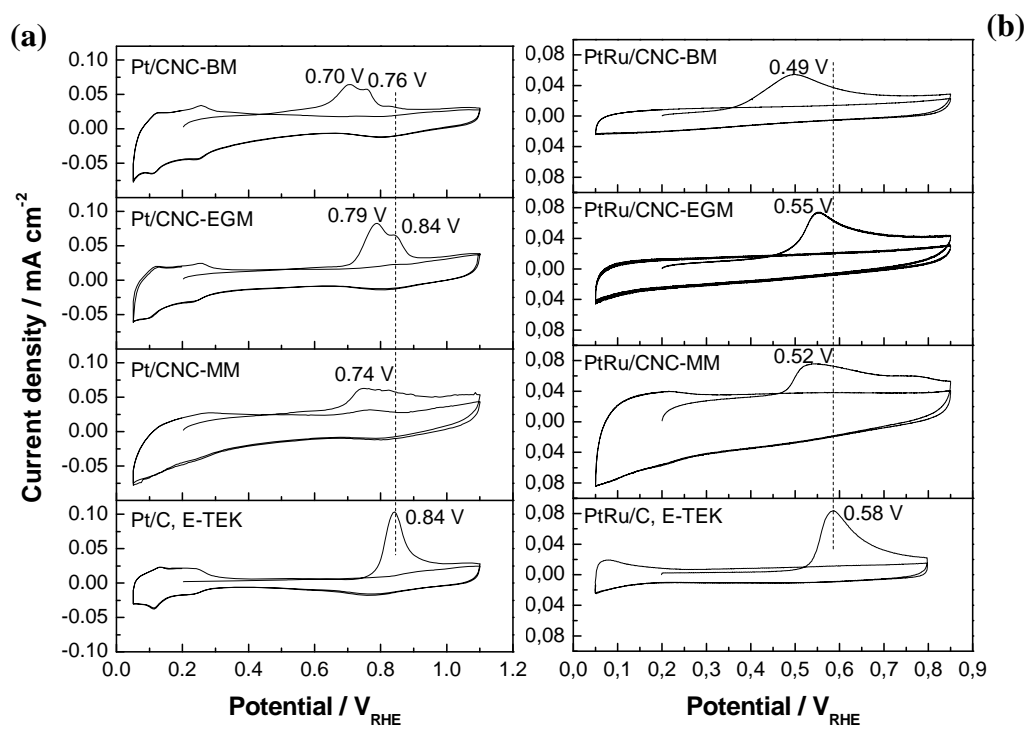 (a)
Current density / mA cm-2
0.10
0.05
0.00
-0.05
Pt/CNC-BM
0.70 V
0.76 V
0.10
0.05
0.00
-0.05
Pt/CNC-EGM
0.79 V
0.84 V
0.10
0.05
0.00
-0.05
Pt/CNC-MM
0.74 V
0.10
0.05
0.00
-0.05
-0.10
Pt/C, E-TEK
0.84 V
0.0 0.2 0.4 0.6 0.8 1.0 1.2
Potential / VRHE
(b)
0,08
0,04
0,00
0,04
0,08
PtRu/CNC-BM
0.49 V
0,08
0,04
0,00
0,04
0,08
PtRu/CNC-EGM
0.55 V
0,08
0,04
0,00
0,04
0,08
PtRu/CNC-MM
0.52 V
0,08
0,04
0,00
0,04
0,08
PtRu/C, E-TEK
0.58 V
0,0 0,1 0,2 0,3 0,4 0,5 0,6 0,7 0,8 0,9
Potential / VRHE